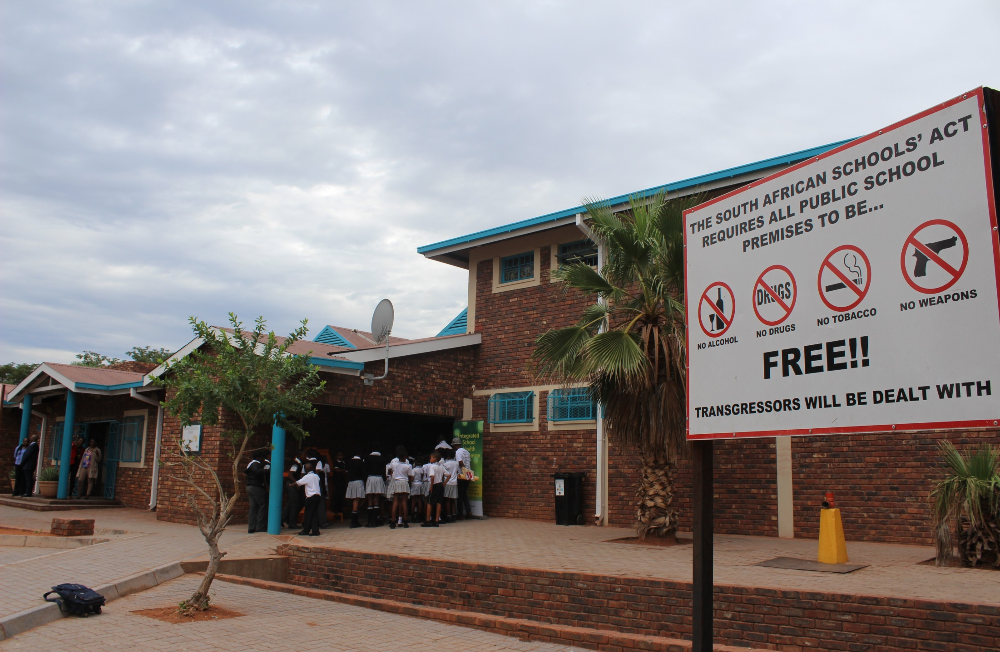 THE SOUTH AFRICAN SCHOOLS' ACT
REQUIRES ALL PUBLIC SCHOOL
PREMISES TO BE...
DRUGS
NO ALCOHOL
NO DRUGS
NO TOBACCO
NO WEAPONS
FREE!!
TRANSGRESSORS WILL BE DEALT WITH
Integrated
School
Health